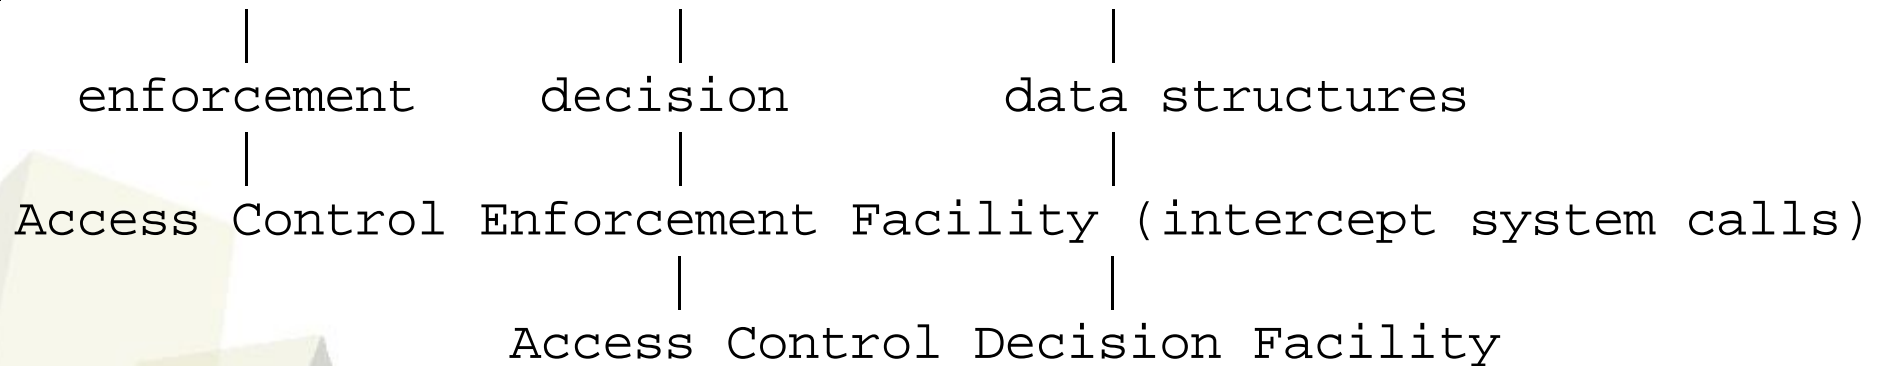 enforcement decision data structures
Access Control Enforcement Facility (intercept system calls)
Access Control Decision Facility